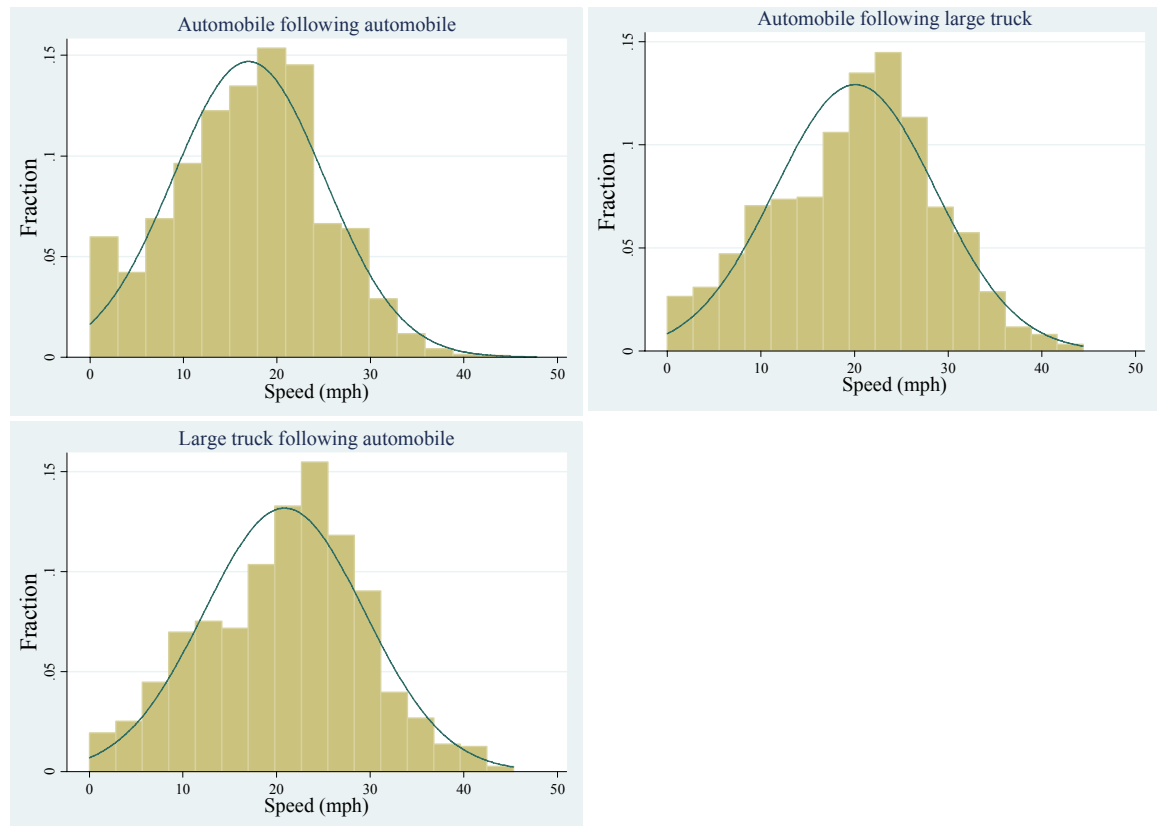 Automobile following automobile
.15
.1
.05
0
Fraction
0 10 20 30 40 50
Speed (mph)
Automobile following large truck
.15
.1
.05
0
Fraction
0 10 20 30 40 50
Speed (mph)
Large truck following automobile
.15
.1
.05
0
Fraction
0 10 20 30 40 50
Speed (mph)